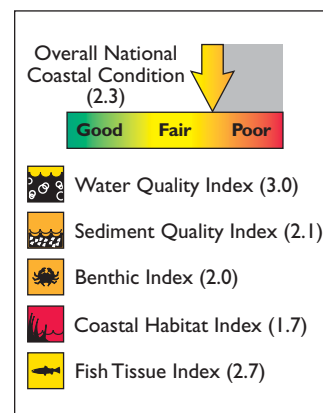 Overall National
Coastal Condition
(2.3)
Good Fair Poor
Water Quality Index (3.0)
Sediment Quality Index (2.1)
Benthic Index (2.0)
Coastal Habitat Index (1.7)
Fish Tissue Index (2.7)